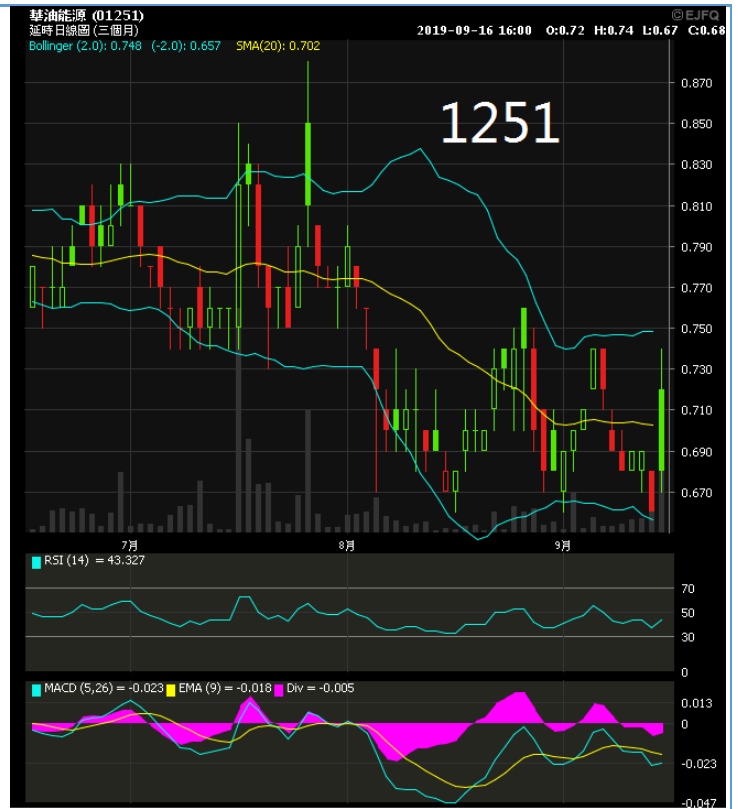 華油能源 (01251)
©EJFQ
延時日線圖 (三個月)
2019-09-16 16:00 O:0.72 H:0.74 L:0.67 C:0.68
Bollinger (2.0): 0.748 (-2.0): 0.657 SMA(20): 0.702
1251
0.870
0.850
0.830
0.810
0.790
0.770
0.750
0.730
0.710
0.690
0.670
7月 8月 9月
RSI (14) = 43.327
70
50
30
0
MACD (5,26) = -0.023 EMA (9) = -0.018 Div = -0.005
0.013
0
-0.023
-0.047